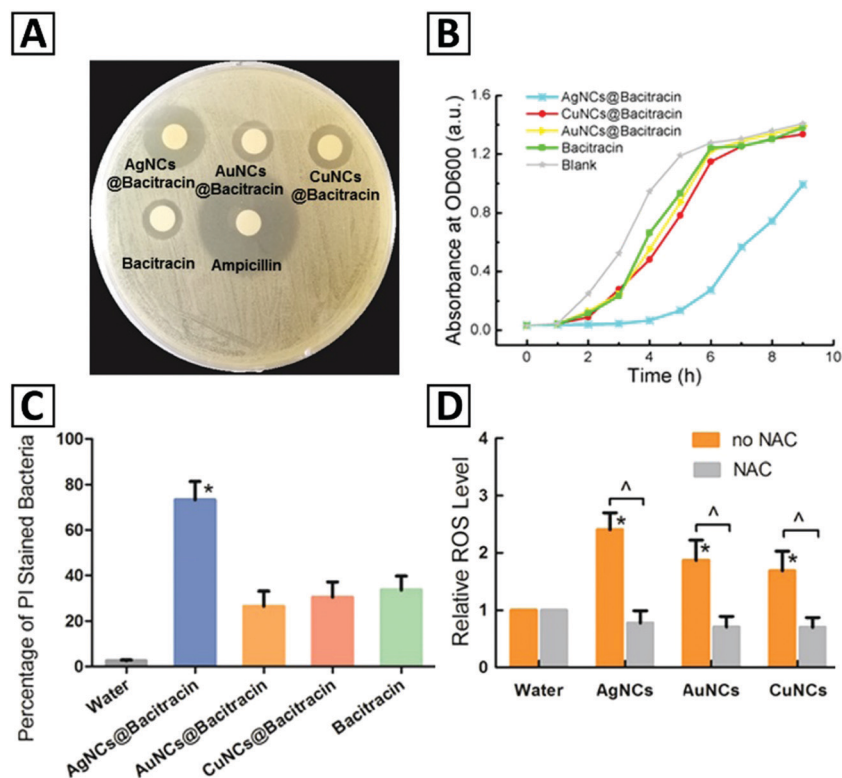 A
AgNCs
@Bacitracin
AuNCs
@Bacitracin
CuNCs
@Bacitracin
Bacitracin
Ampicillin
B
Absorbance at OD600 (a.u.)
1.6
1.2
0.8
0.4
0.0
AgNCs@Bacitracin
CuNCs@Bacitracin
AuNCs@Bacitracin
Bacitracin
Blank
0 2 4 6 8 10
Time (h)
C
Percentage of PI Stained Bacteria
100
80
60
40
20
0
*
Water
AgNCs@Bacitracin
AuNCs@Bacitracin
CuNCs@Bacitracin
Bacitracin
D
Relative ROS Level
4
3
2
1
0
no NAC
NAC
^ ^ ^
* * *
Water AgNCs AuNCs CuNCs